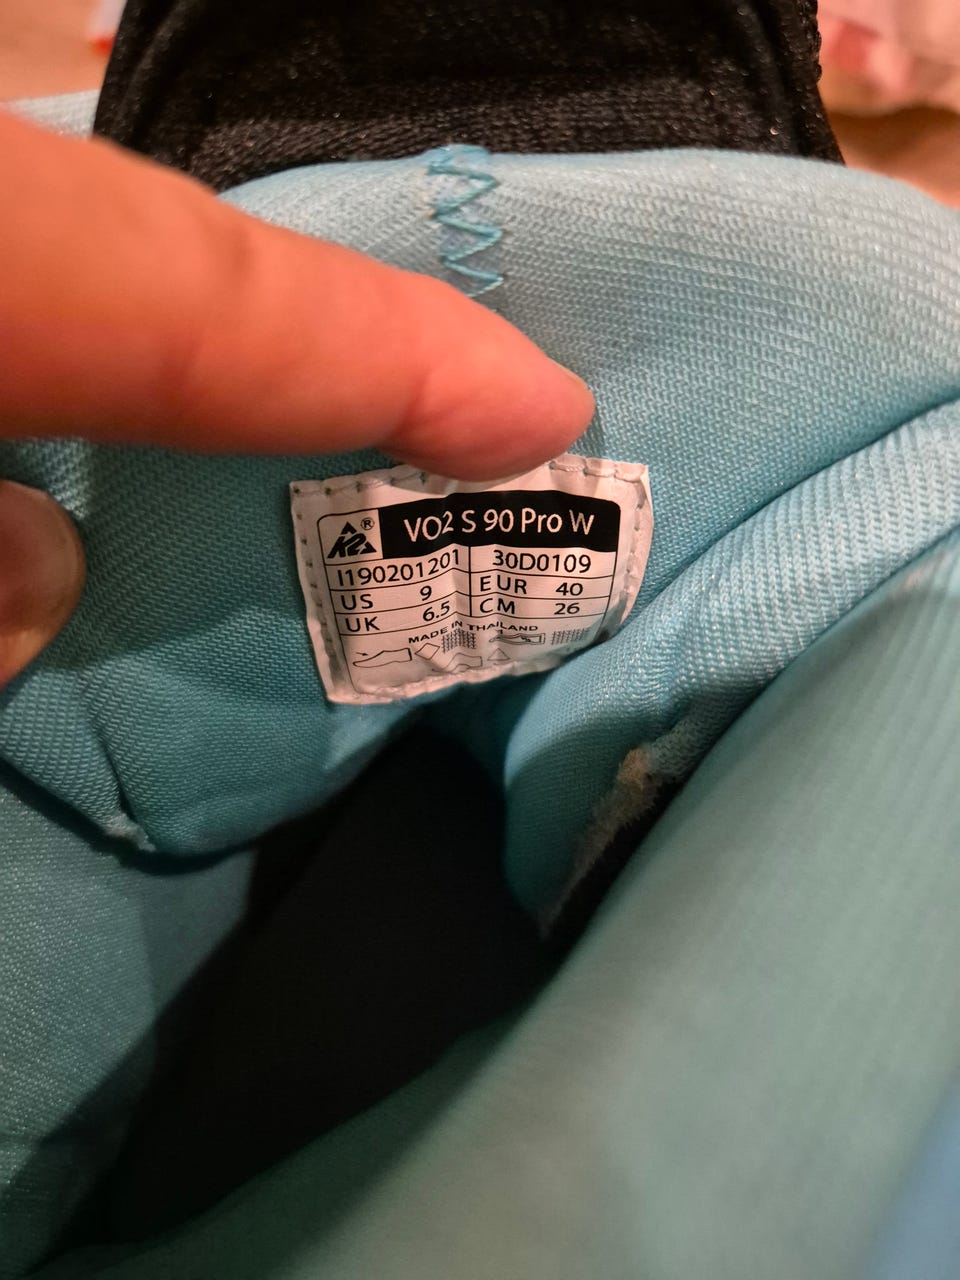 K2® VO2 S 90 Pro W
I190201201 30D0109
US 9 EUR 40
UK 6.5 CM 26
MADE IN THAILAND